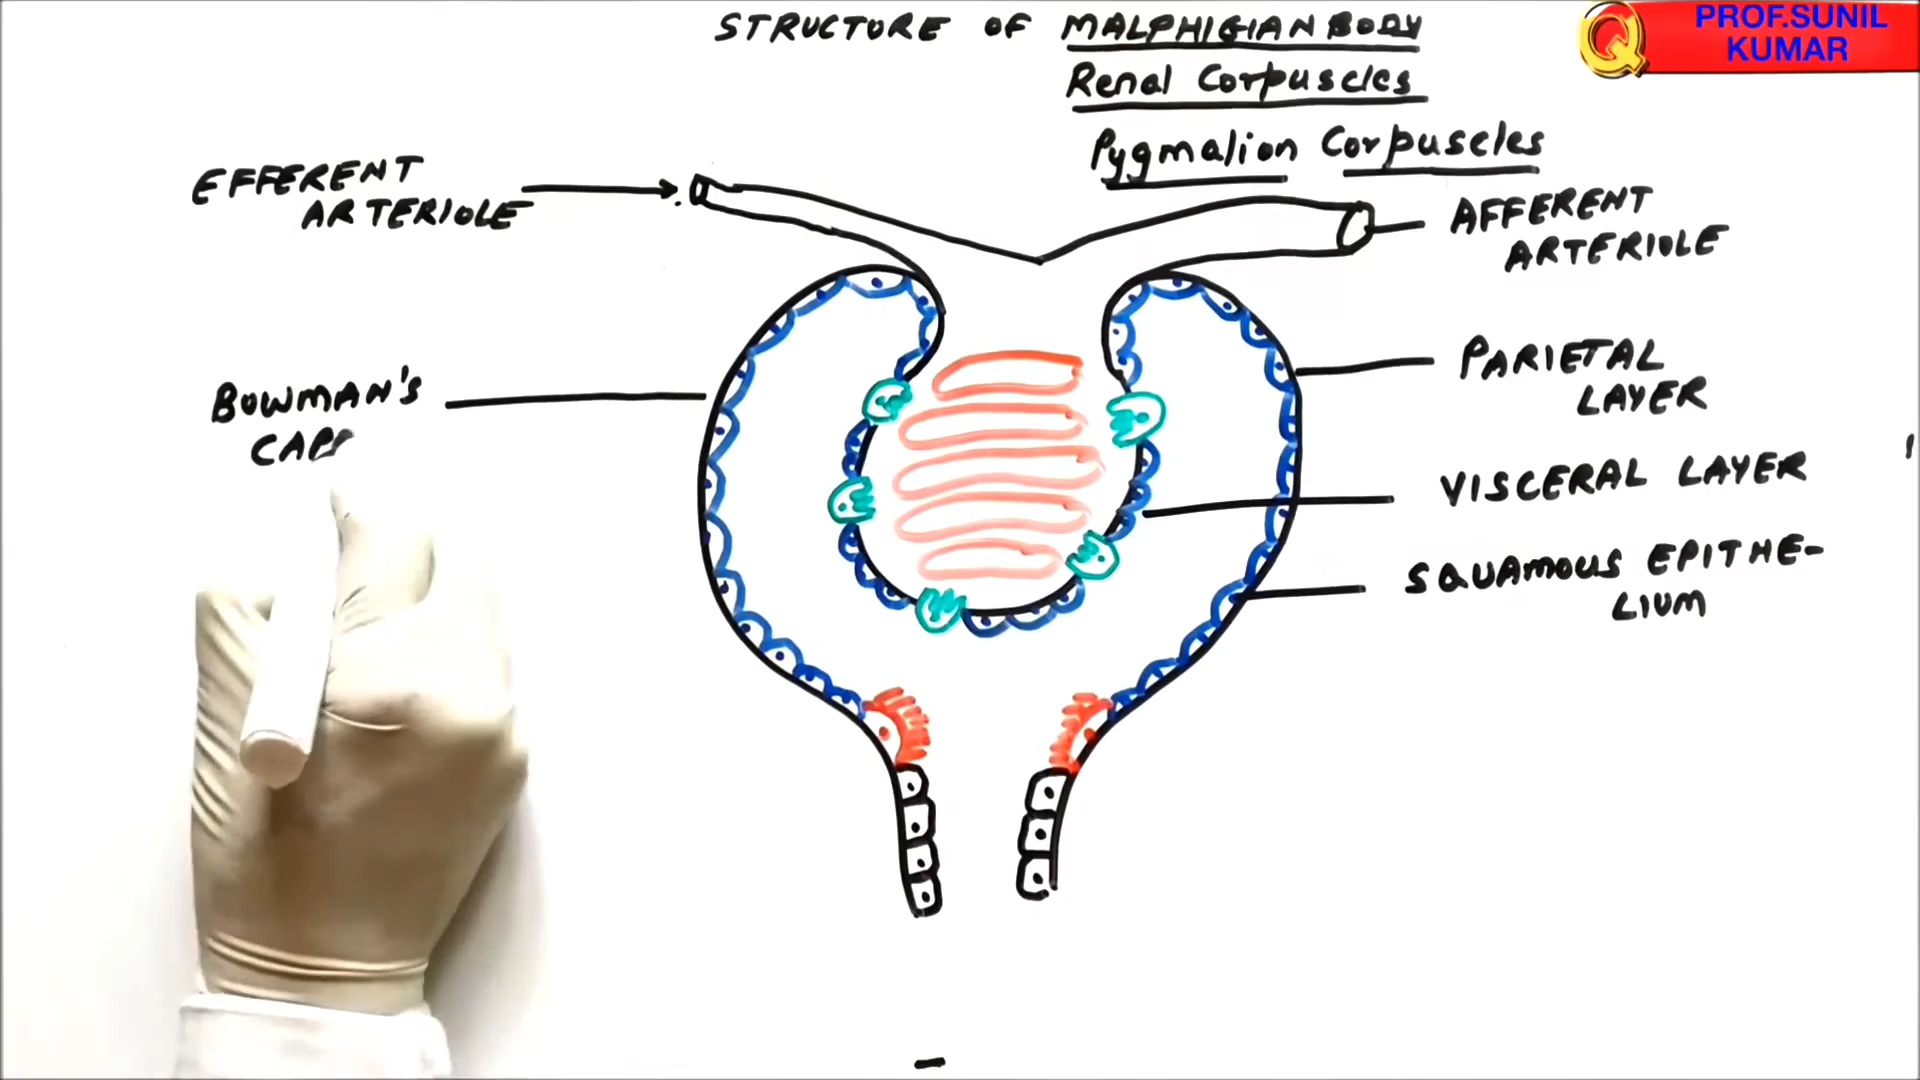 STRUCTURE OF MALPHIGIAN BODY
Renal Corpuscles
Pygmalion Corpuscles
PROF.SUNIL
KUMAR
EFFERENT
ARTERIOLE
AFFERENT
ARTERIOLE
BOWMAN'S
CAPS
PARIETAL
LAYER
VISCERAL LAYER
SQUAMOUS EPITHE-
LIUM